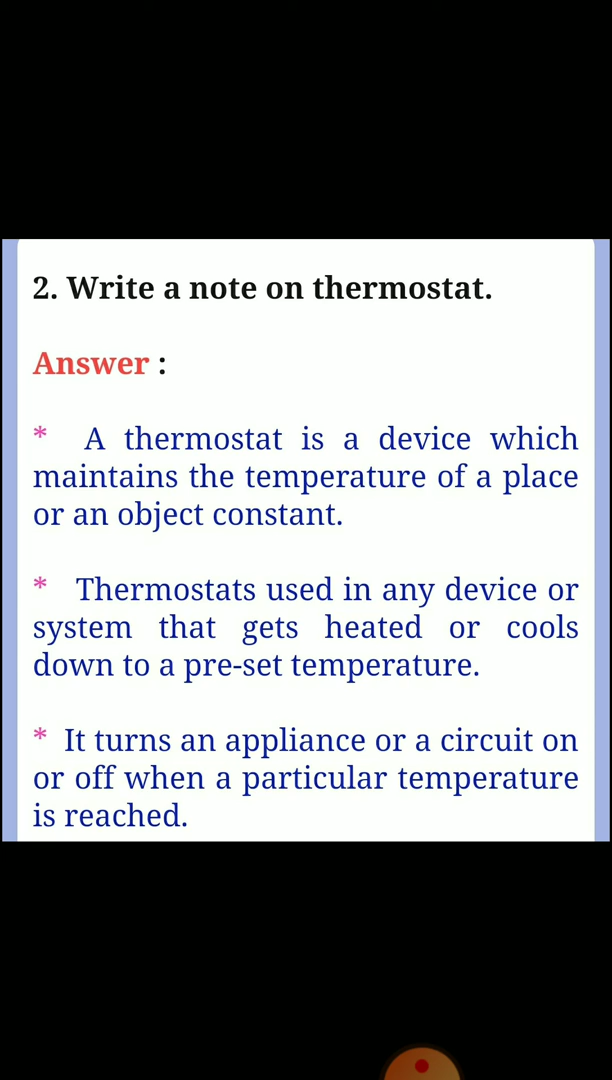 2. Write a note on thermostat.
Answer :
* A thermostat is a device which
maintains the temperature of a place
or an object constant.
* Thermostats used in any device or
system that gets heated or cools
down to a pre-set temperature.
* It turns an appliance or a circuit on
or off when a particular temperature
is reached.